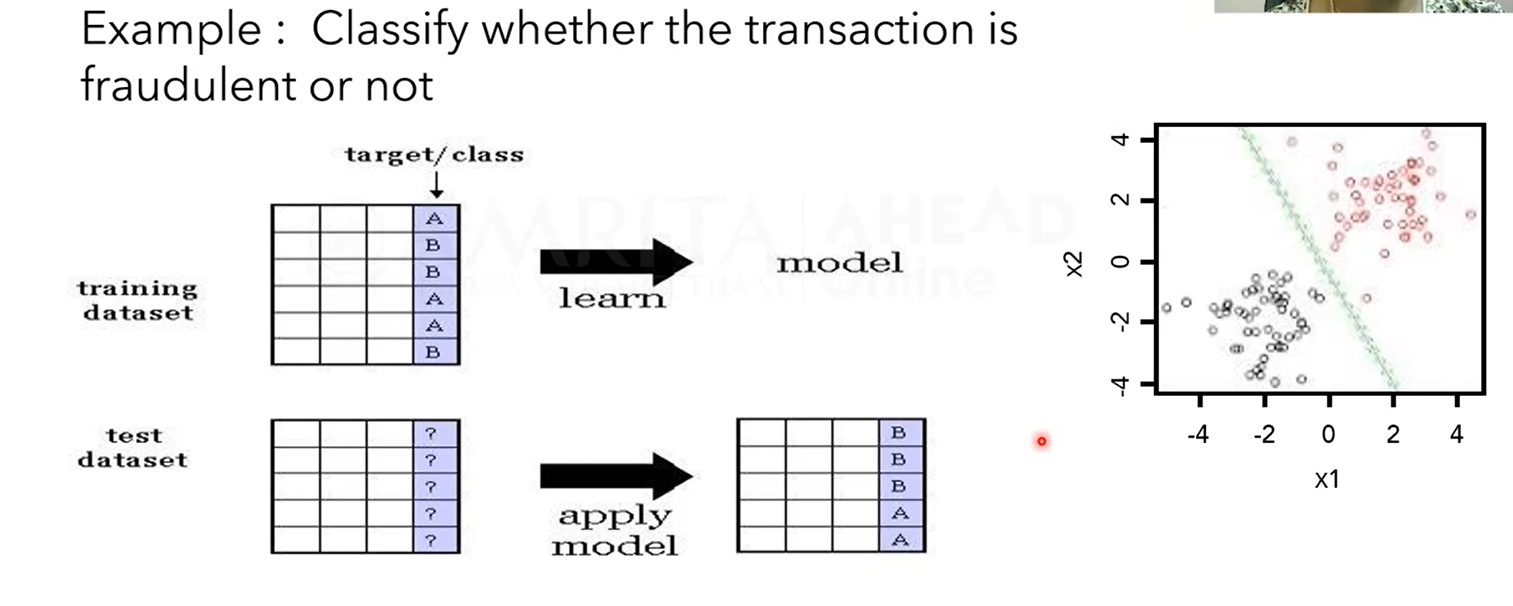 Example : Classify whether the transaction is
fraudulent or not
target/class
A
B
B
A
A
B
training
dataset
learn
model
AMRITA AHEAD
Online
test
dataset
?
?
?
?
?
apply
model
B
B
B
A
A
4
2
0
-2
-4
x2
-4 -2 0 2 4
x1